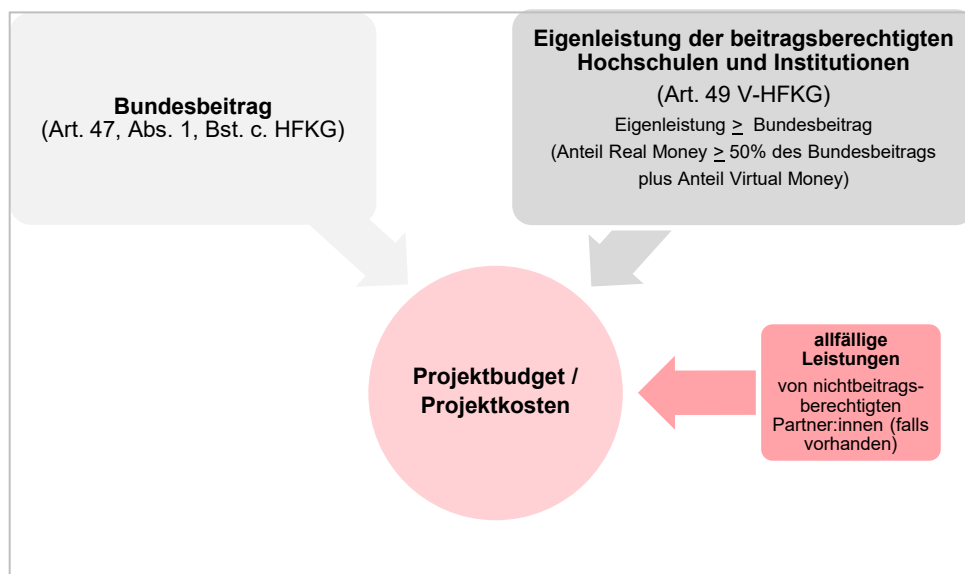 Bundesbeitrag
(Art. 47, Abs. 1, Bst. c. HFKG)
Eigenleistung der beitragsberechtigten
Hochschulen und Institutionen
(Art. 49 V-HFKG)
Eigenleistung ≥ Bundesbeitrag
(Anteil Real Money ≥ 50% des Bundesbeitrags
plus Anteil Virtual Money)
Projektbudget /
Projektkosten
allfällige
Leistungen
von nichtbeitrags-
berechtigten
Partner:innen (falls
vorhanden)